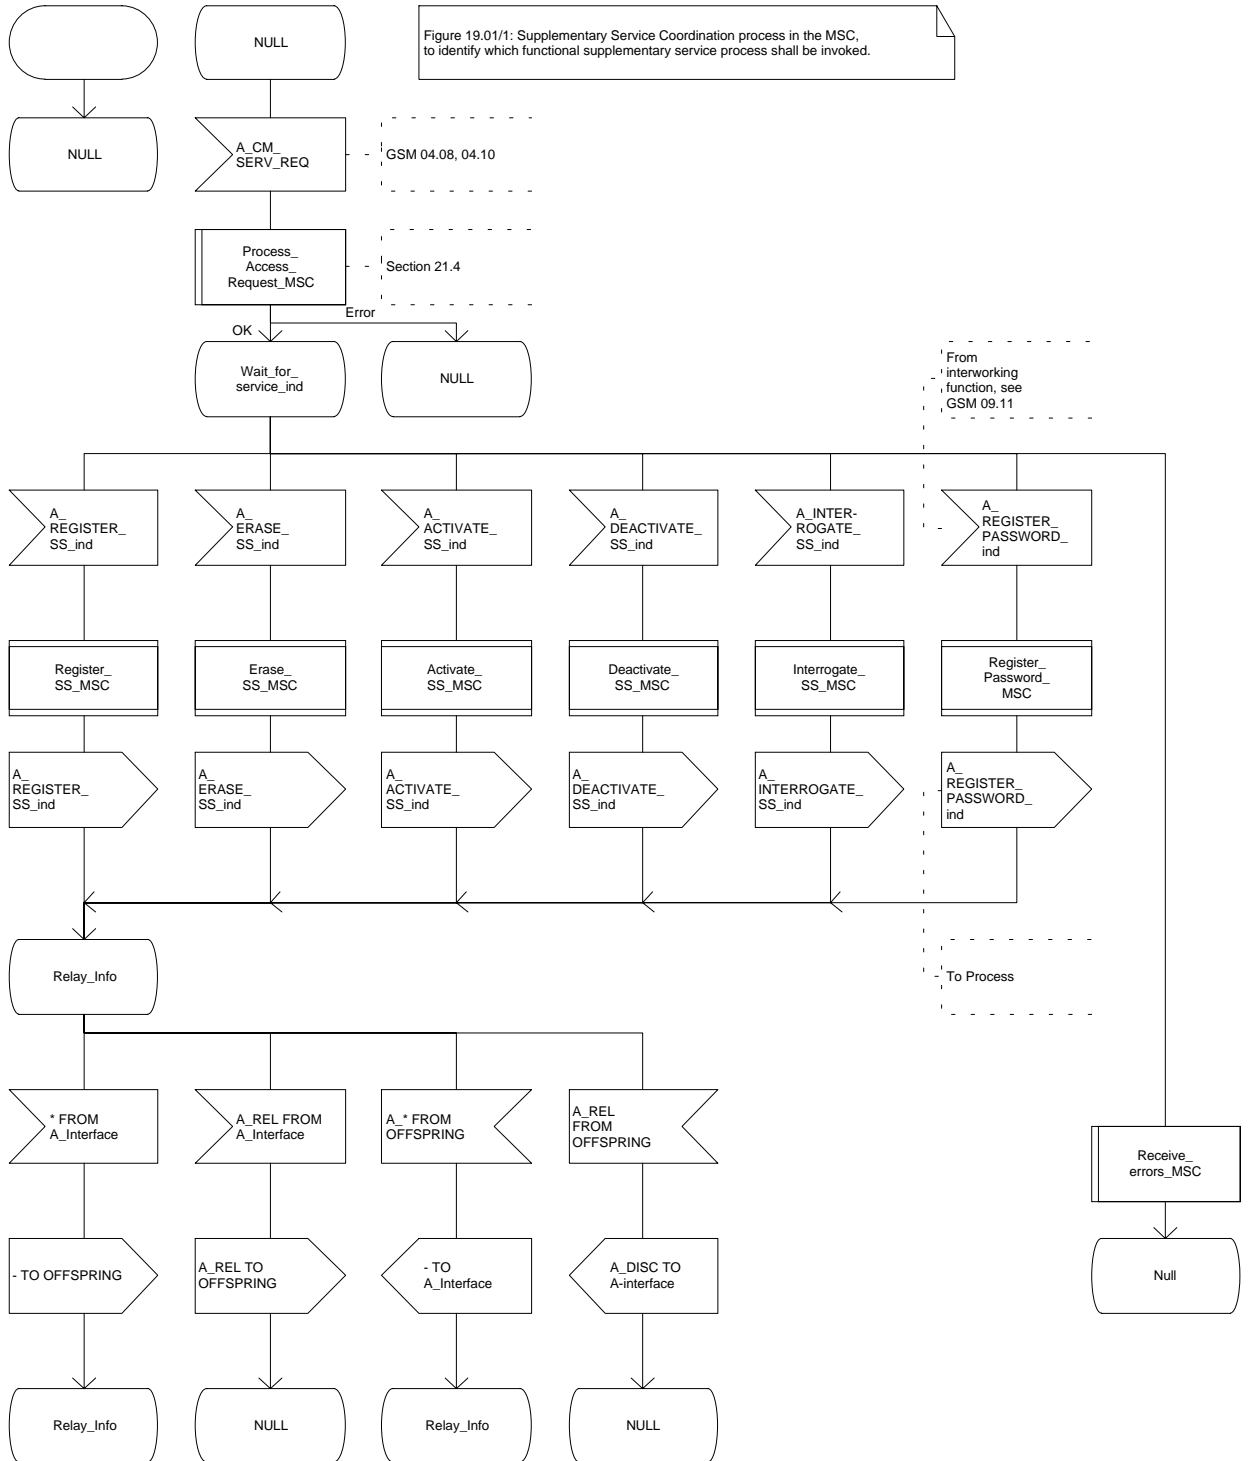 Figure 19.01/1: Supplementary Service Coordination process in the MSC,
to identify which functional supplementary service process shall be invoked.
NULL
NULL
A_CM_
SERV_REQ
GSM 04.08, 04.10
Process_
Access_
Request_MSC
Section 21.4
Error
OK
Wait_for_
service_ind
NULL
From
interworking
function, see
GSM 09.11
A_
REGISTER_
SS_ind
A_
ERASE_
SS_ind
A_
ACTIVATE_
SS_ind
A_
DEACTIVATE_
SS_ind
A_INTER-
ROGATE_
SS_ind
A_
REGISTER_
PASSWORD_
ind
Register_
SS_MSC
Erase_
SS_MSC
Activate_
SS_MSC
Deactivate_
SS_MSC
Interrogate_
SS_MSC
Register_
Password_
MSC
A_
REGISTER_
SS_ind
A_
ERASE_
SS_ind
A_
ACTIVATE_
SS_ind
A_
DEACTIVATE_
SS_ind
A_
INTERROGATE_
SS_ind
A_
REGISTER_
PASSWORD_
ind
Relay_Info
To Process
* FROM
A_Interface
A_REL FROM
A_Interface
A_* FROM
OFFSPRING
A_REL
FROM
OFFSPRING
Receive_
errors_MSC
- TO OFFSPRING
A_REL TO
OFFSPRING
- TO
A_Interface
A_DISC TO
A-interface
Null
Relay_Info
NULL
Relay_Info
NULL